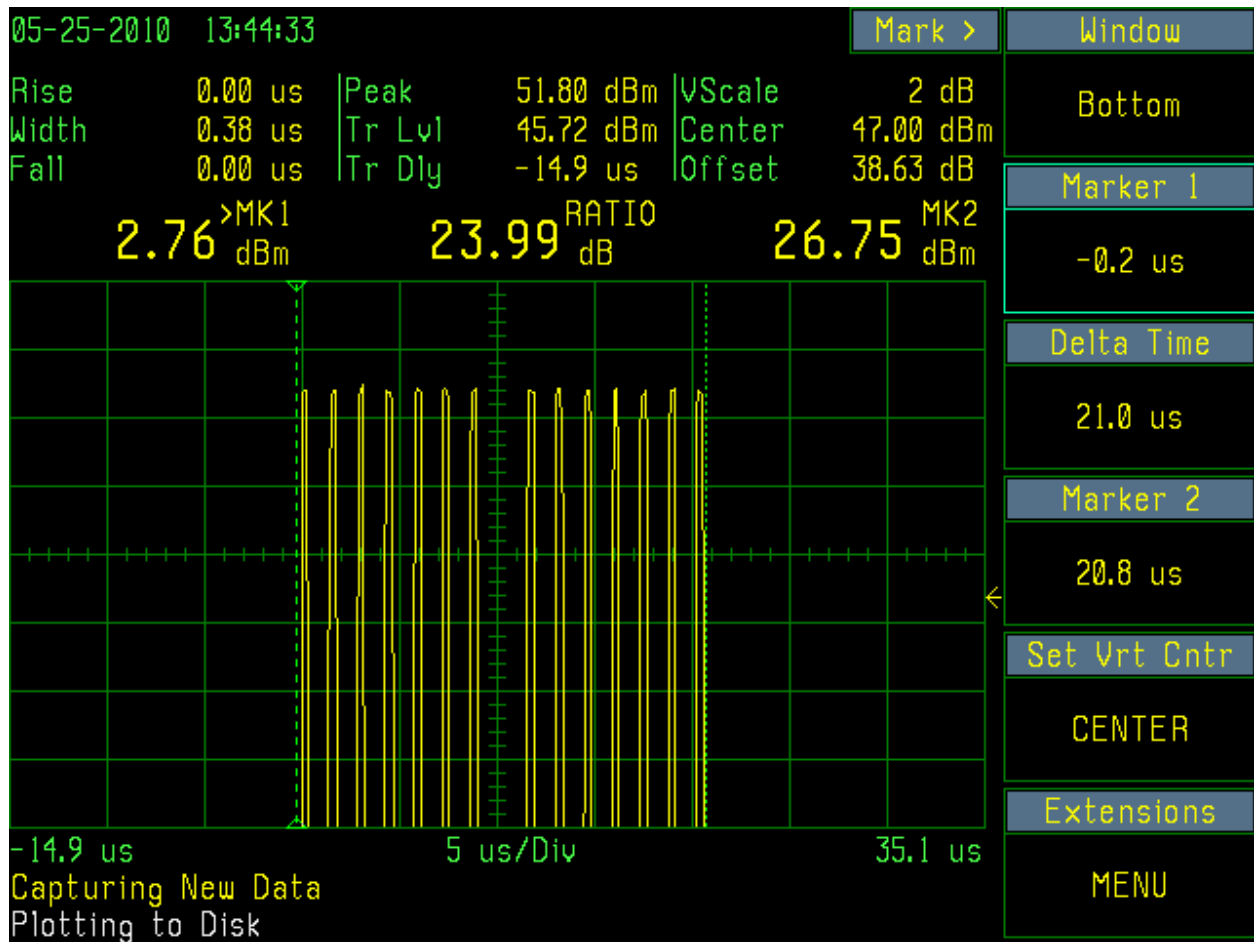 05-25-2010 13:44:33 Mark >
Rise 0.00 us Peak 51.80 dBm VScale 2 dB
Width 0.38 us Tr Lvl 45.72 dBm Center 47.00 dBm
Fall 0.00 us Tr Dly -14.9 us Offset 38.63 dB
2.76 >MK1 dBm 23.99 RATIO dB 26.75 MK2 dBm
-14.9 us 5 us/Div 35.1 us
Capturing New Data
Plotting to Disk
Window
Bottom
Marker 1
-0.2 us
Delta Time
21.0 us
Marker 2
20.8 us
Set Vrt Cntr
CENTER
Extensions
MENU